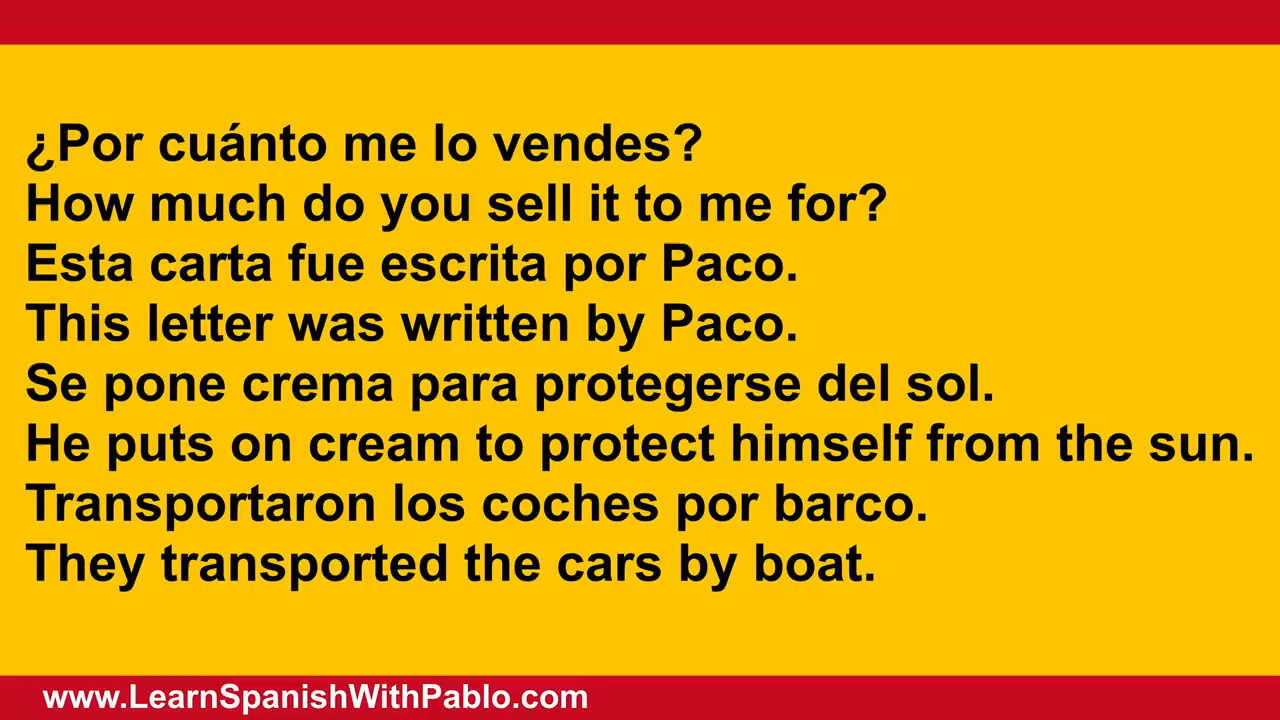 ¿Por cuánto me lo vendes?
How much do you sell it to me for?
Esta carta fue escrita por Paco.
This letter was written by Paco.
Se pone crema para protegerse del sol.
He puts on cream to protect himself from the sun.
Transportaron los coches por barco.
They transported the cars by boat.
www.LearnSpanishWithPablo.com